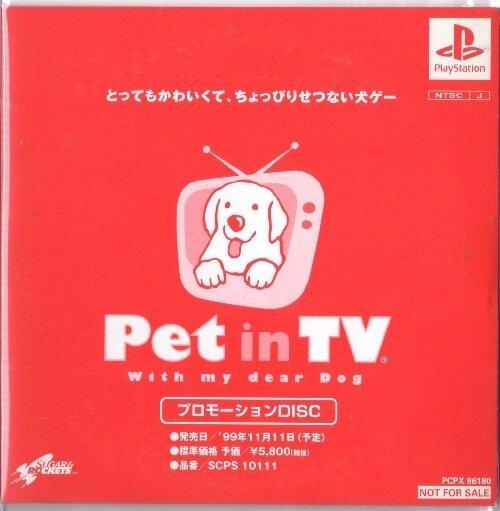 PlayStation
NTSC J
とってもかわいくて、ちょっぴりせつない犬ゲー
Pet in TV®
With my dear Dog
プロモーションDISC
●発売日/'99年11月11日(予定)
●標準価格 予価/¥5,800(税抜)
●品番/SCPS 10111
SUGAR&
ROCKETS
PCPX 96180
NOT FOR SALE